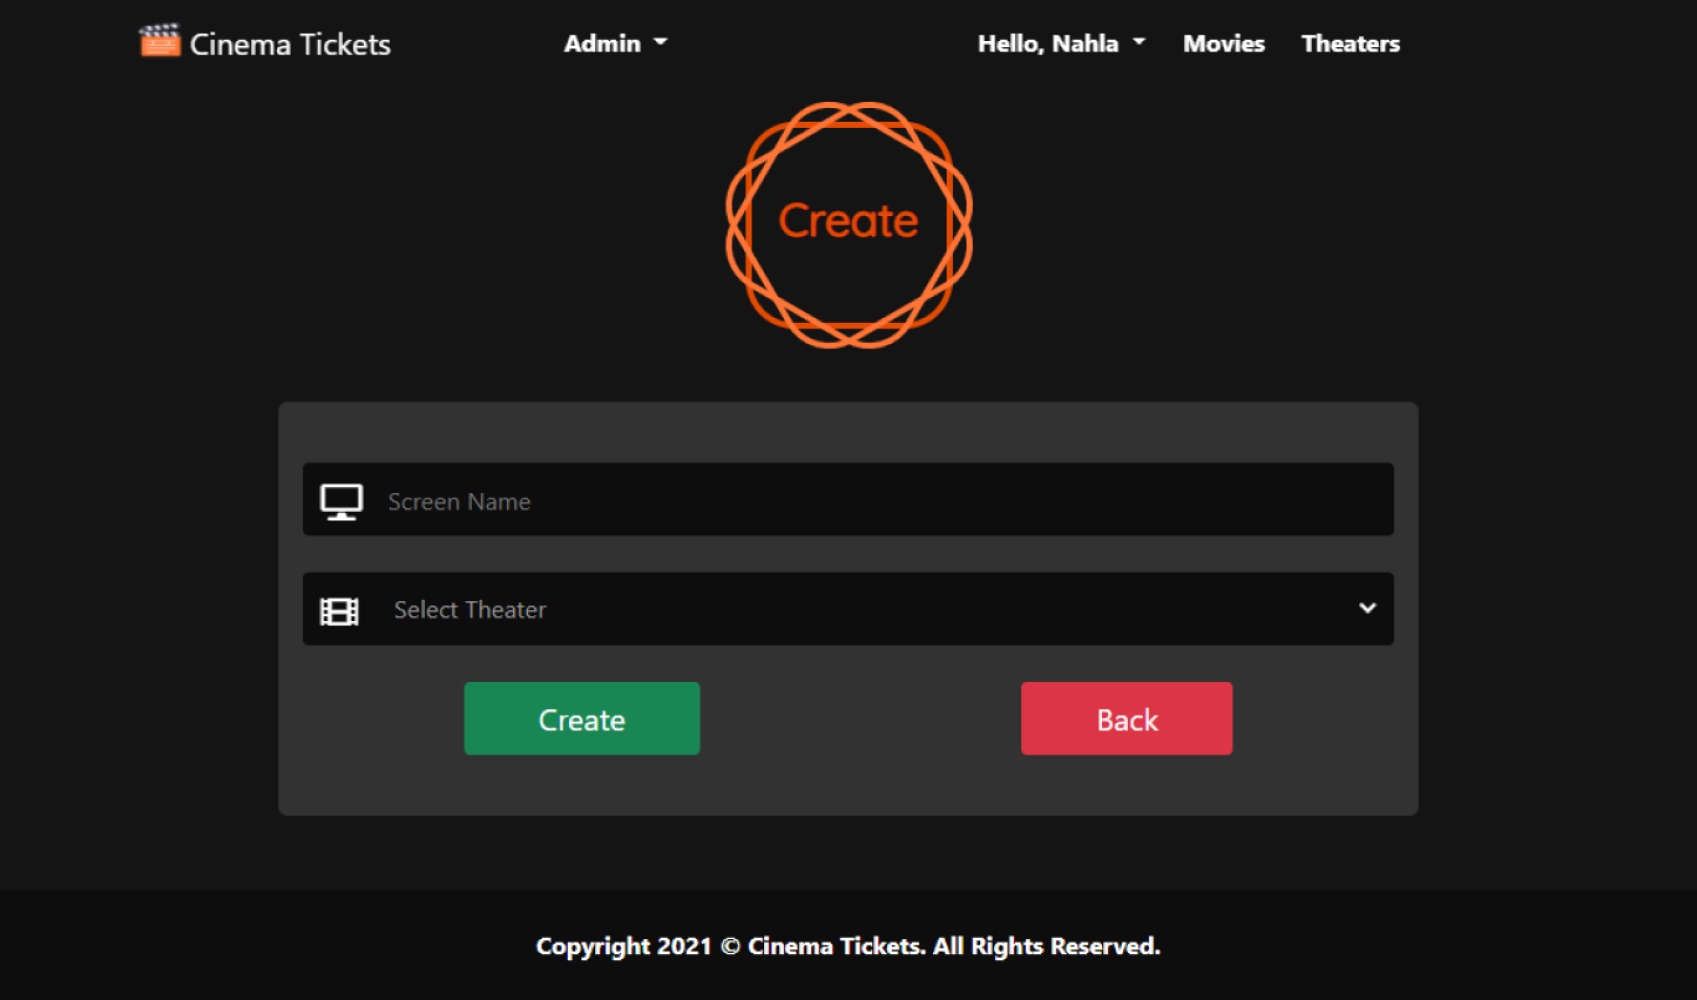 Cinema Tickets Admin Hello, Nahla Movies Theaters
Create
Screen Name
Select Theater
Create Back
Copyright 2021 © Cinema Tickets. All Rights Reserved.